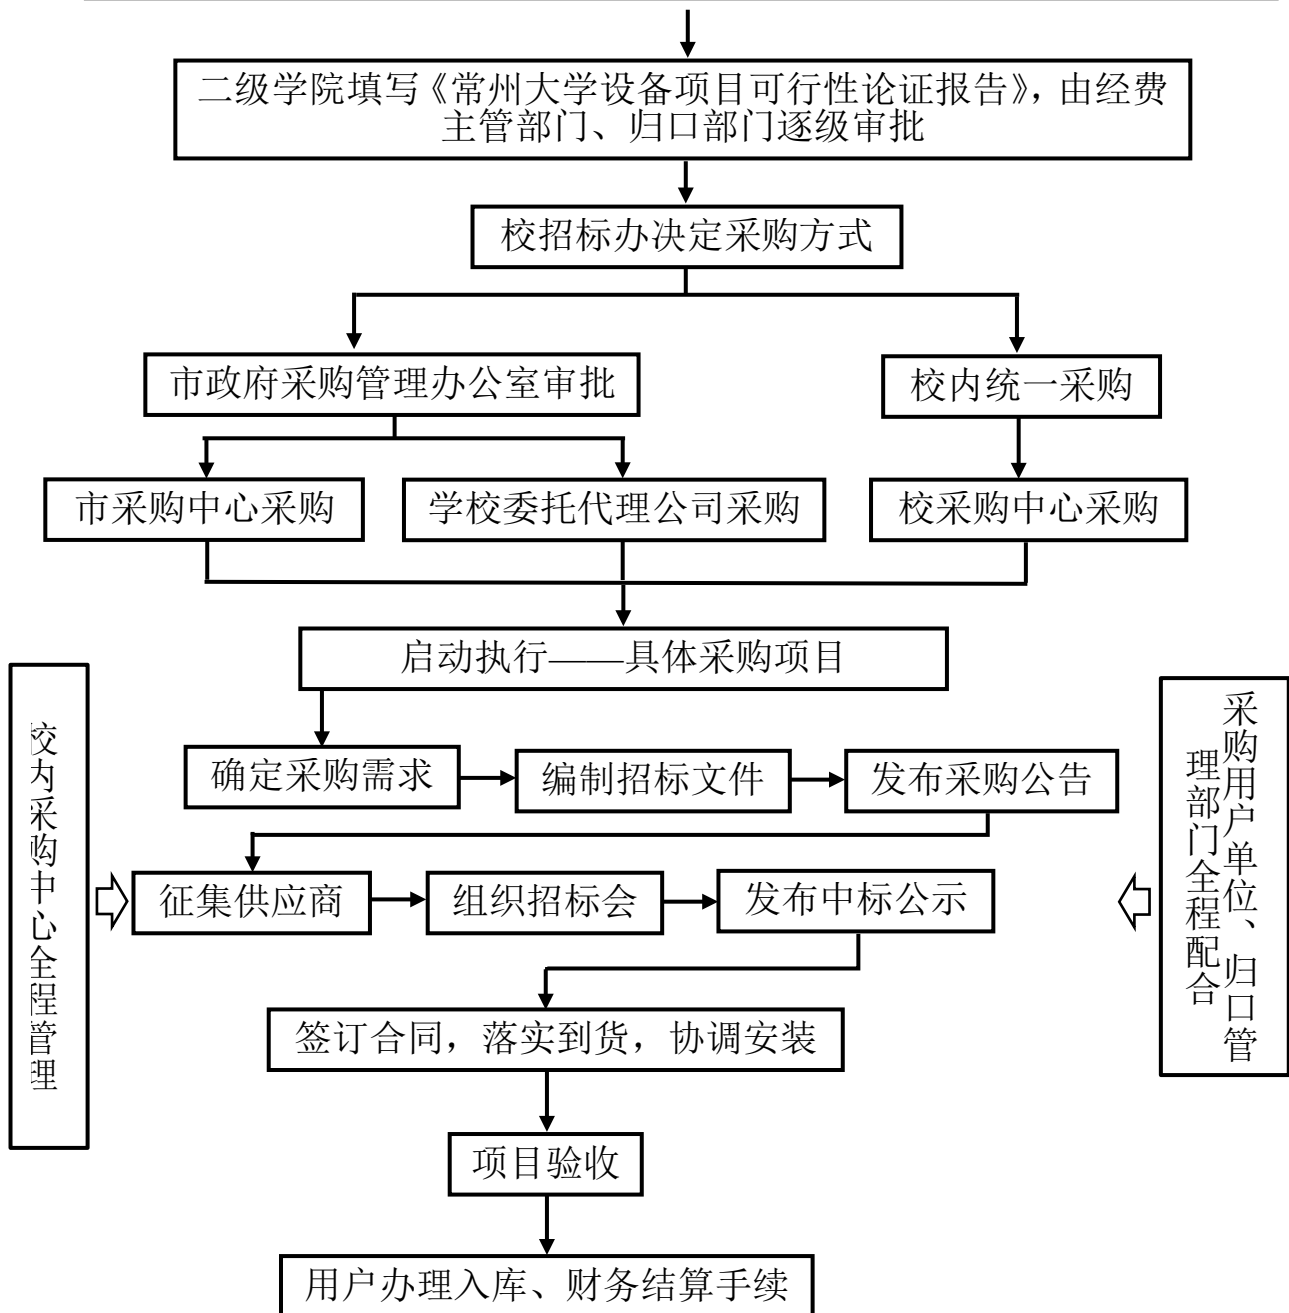 二级学院填写《常州大学设备项目可行性论证报告》，由经费
主管部门、归口部门逐级审批
校招标办决定采购方式
市政府采购管理办公室审批
校内统一采购
市采购中心采购
学校委托代理公司采购
校采购中心采购
启动执行——具体采购项目
确定采购需求
编制招标文件
发布采购公告
征集供应商
组织招标会
发布中标公示
签订合同，落实到货，协调安装
项目验收
用户办理入库、财务结算手续
校内采购中心全程管理
采购用户单位、归口管
理部门全程配合